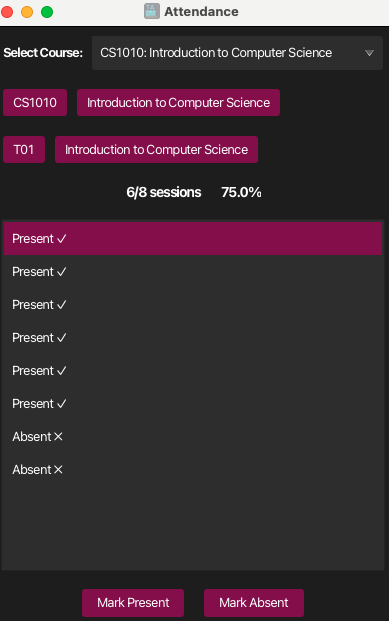 Attendance
Select Course: CS1010: Introduction to Computer Science
CS1010 Introduction to Computer Science
T01 Introduction to Computer Science
6/8 sessions 75.0%
Present ✓
Present ✓
Present ✓
Present ✓
Present ✓
Present ✓
Absent ✕
Absent ✕
Mark Present Mark Absent